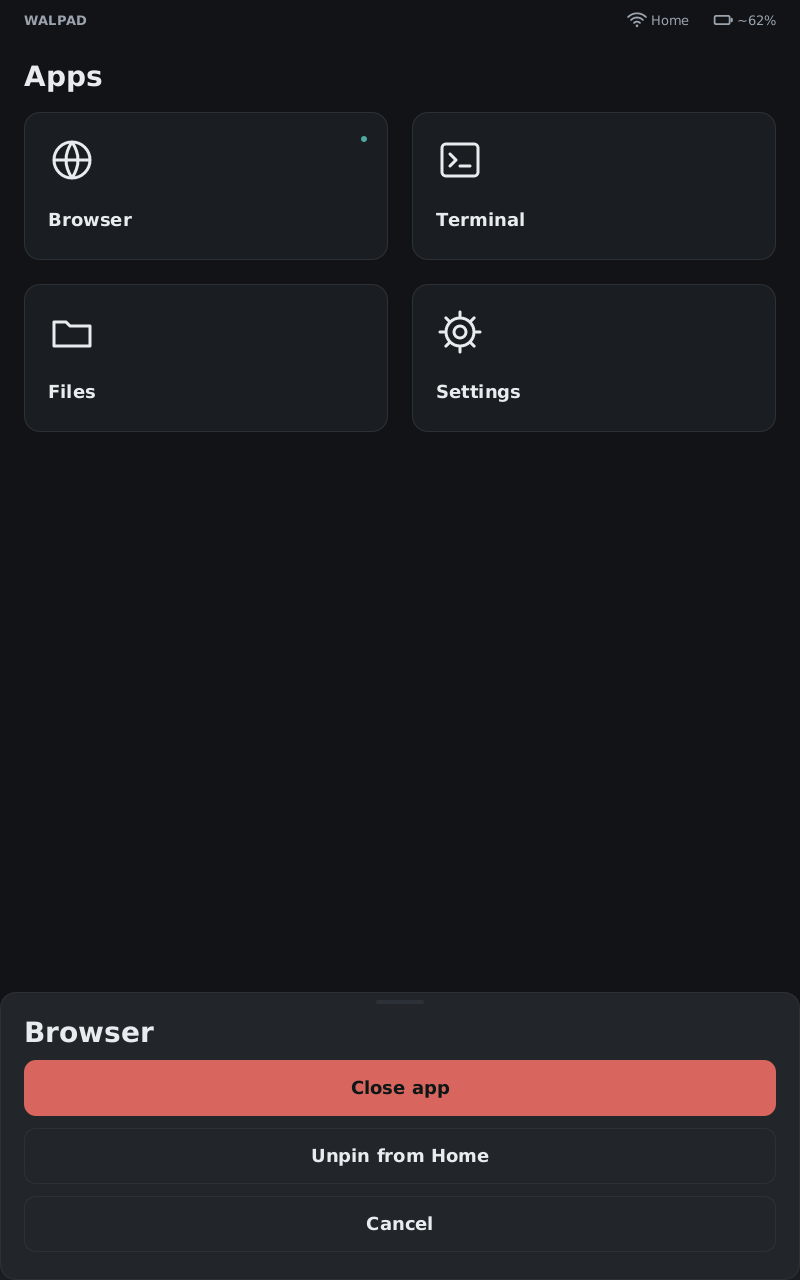 WALPAD Home ~62%
Apps
Browser Terminal
Files Settings
Browser
Close app
Unpin from Home
Cancel